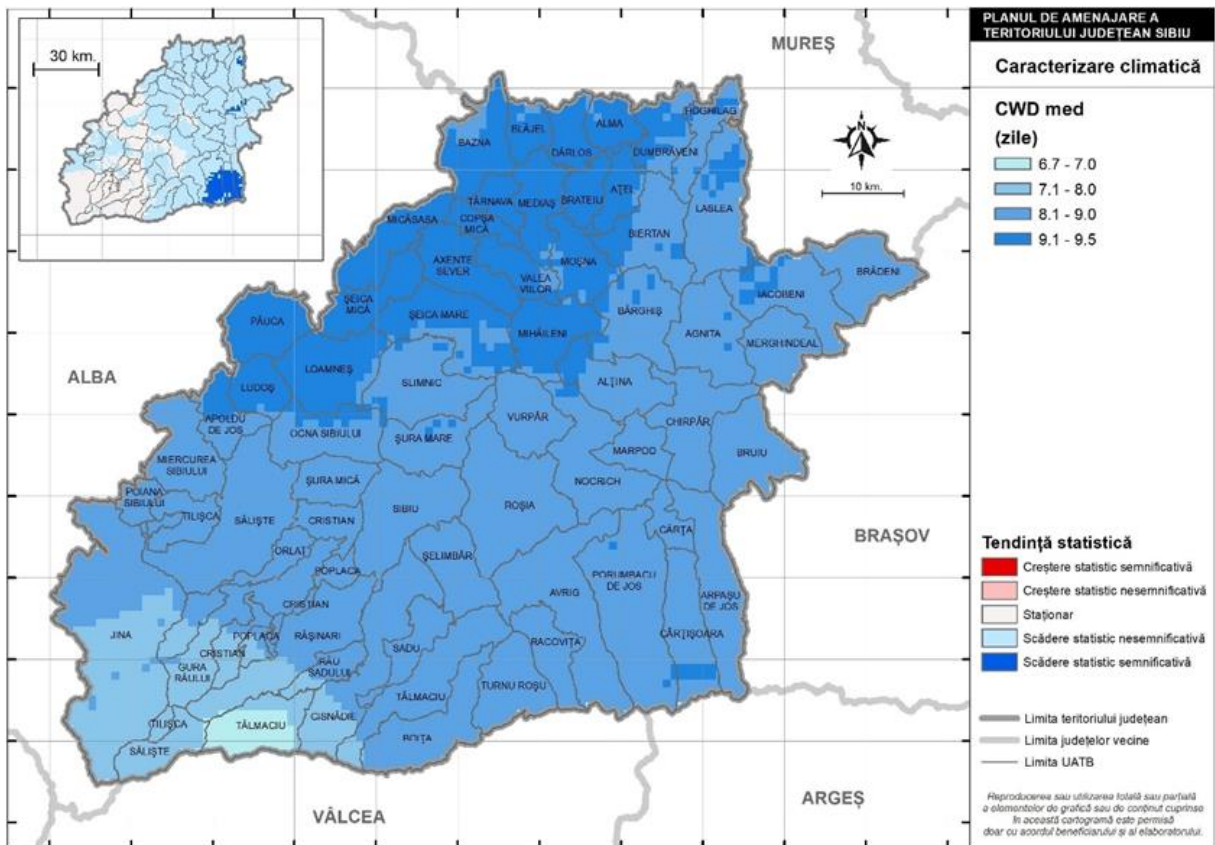 PLANUL DE AMENAJARE A
TERITORIULUI JUDEȚEAN SIBIU
Caracterizare climatică
CWD med
(zile)
6.7 - 7.0
7.1 - 8.0
8.1 - 9.0
9.1 - 9.5
30 km.
MUREȘ
N
10 km.
HOGHILAG
BLĂJEL
ALMA
BAZNA
DÂRLOS
DUMBRĂVENI
AȚEL
TÂRNAVA
MEDIAȘ
BRATEIU
LASLEA
MICĂSASA
COPȘA
MICĂ
BIERTAN
AXENTE
SEVER
MOȘNA
BRĂDENI
VALEA
VIILOR
IACOBENI
ȘEICA
MICĂ
ȘEICA MARE
BÂRGHIȘ
PĂUCA
MIHĂILENI
AGNITA
MERGHINDEAL
ALBA
LOAMNEȘ
SLIMNIC
ALȚINA
LUDOȘ
APOLDU
DE JOS
OCNA SIBIULUI
ȘURA MARE
VURPĂR
CHIRPĂR
MIERCUREA
SIBIULUI
MARPOD
BRUIU
ȘURA MICĂ
NOCRICH
POIANA
SIBIULUI
TILIȘCA
SĂLIȘTE
CRISTIAN
SIBIU
ROȘIA
CÂRȚA
BRAȘOV
ORLAT
ȘELIMBĂR
POPLACA
PORUMBACU
DE JOS
AVRIG
ARPAȘU
DE JOS
CRISTIAN
JINA
POPLACA
RĂȘINARI
RACOVIȚA
CÂRȚIȘOARA
CRISTIAN
SADU
GURA
RÂULUI
RÂU
SADULUI
TĂLMACIU
TURNU ROȘU
TILIȘCA
TĂLMACIU
CISNĂDIE
BOIȚA
SĂLIȘTE
ARGEȘ
VÂLCEA
Tendință statistică
Creștere statistic semnificativă
Creștere statistic nesemnificativă
Staționar
Scădere statistic nesemnificativă
Scădere statistic semnificativă
Limita teritoriului județean
Limita județelor vecine
Limita UATB
Reproducerea sau utilizarea totală sau parțială
a elementelor de grafică sau de conținut cuprinse
în această cartogramă este permisă
doar cu acordul beneficiarului și al elaboratorului.